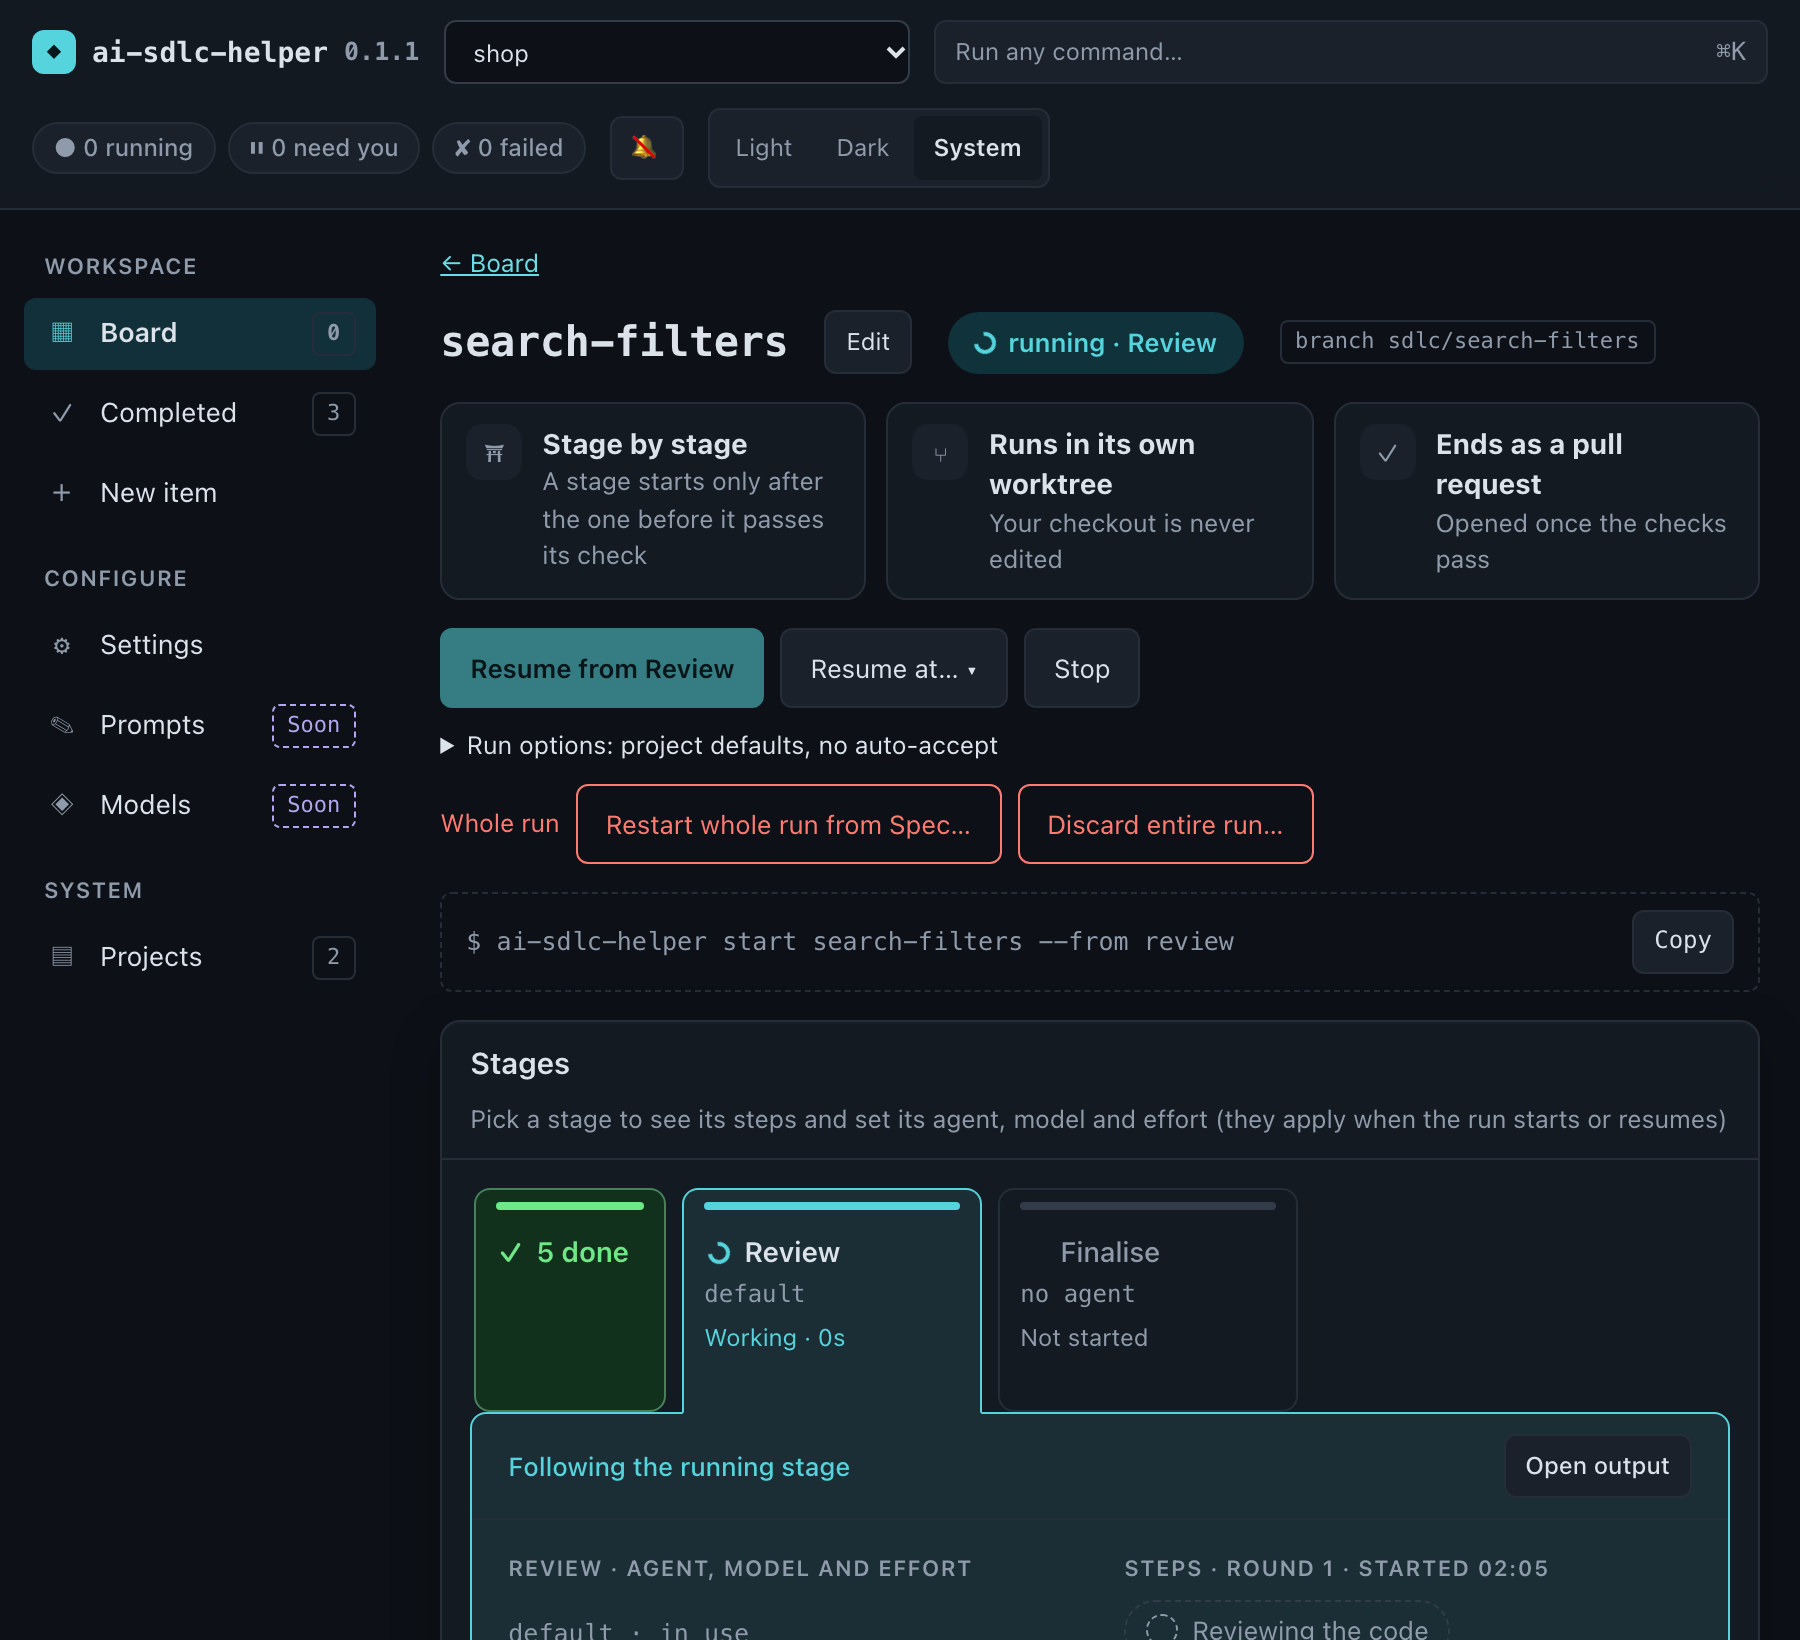 ai-sdlc-helper 0.1.1
shop
Run any command...
⌘K
0 running
0 need you
✘ 0 failed
Light
Dark
System
WORKSPACE
Board 0
✓ Completed 3
+ New item
CONFIGURE
Settings
Prompts Soon
Models Soon
SYSTEM
Projects 2
← Board
search-filters
Edit
running · Review
branch sdlc/search-filters
Stage by stage
A stage starts only after
the one before it passes
its check
Runs in its own
worktree
Your checkout is never
edited
Ends as a pull
request
Opened once the checks
pass
Resume from Review
Resume at... ▾
Stop
▶ Run options: project defaults, no auto-accept
Whole run
Restart whole run from Spec...
Discard entire run...
$ ai-sdlc-helper start search-filters --from review
Copy
Stages
Pick a stage to see its steps and set its agent, model and effort (they apply when the run starts or resumes)
✓ 5 done
Review
default
Working · 0s
Finalise
no agent
Not started
Following the running stage
Open output
REVIEW · AGENT, MODEL AND EFFORT
default · in use
STEPS · ROUND 1 · STARTED 02:05
Reviewing the code